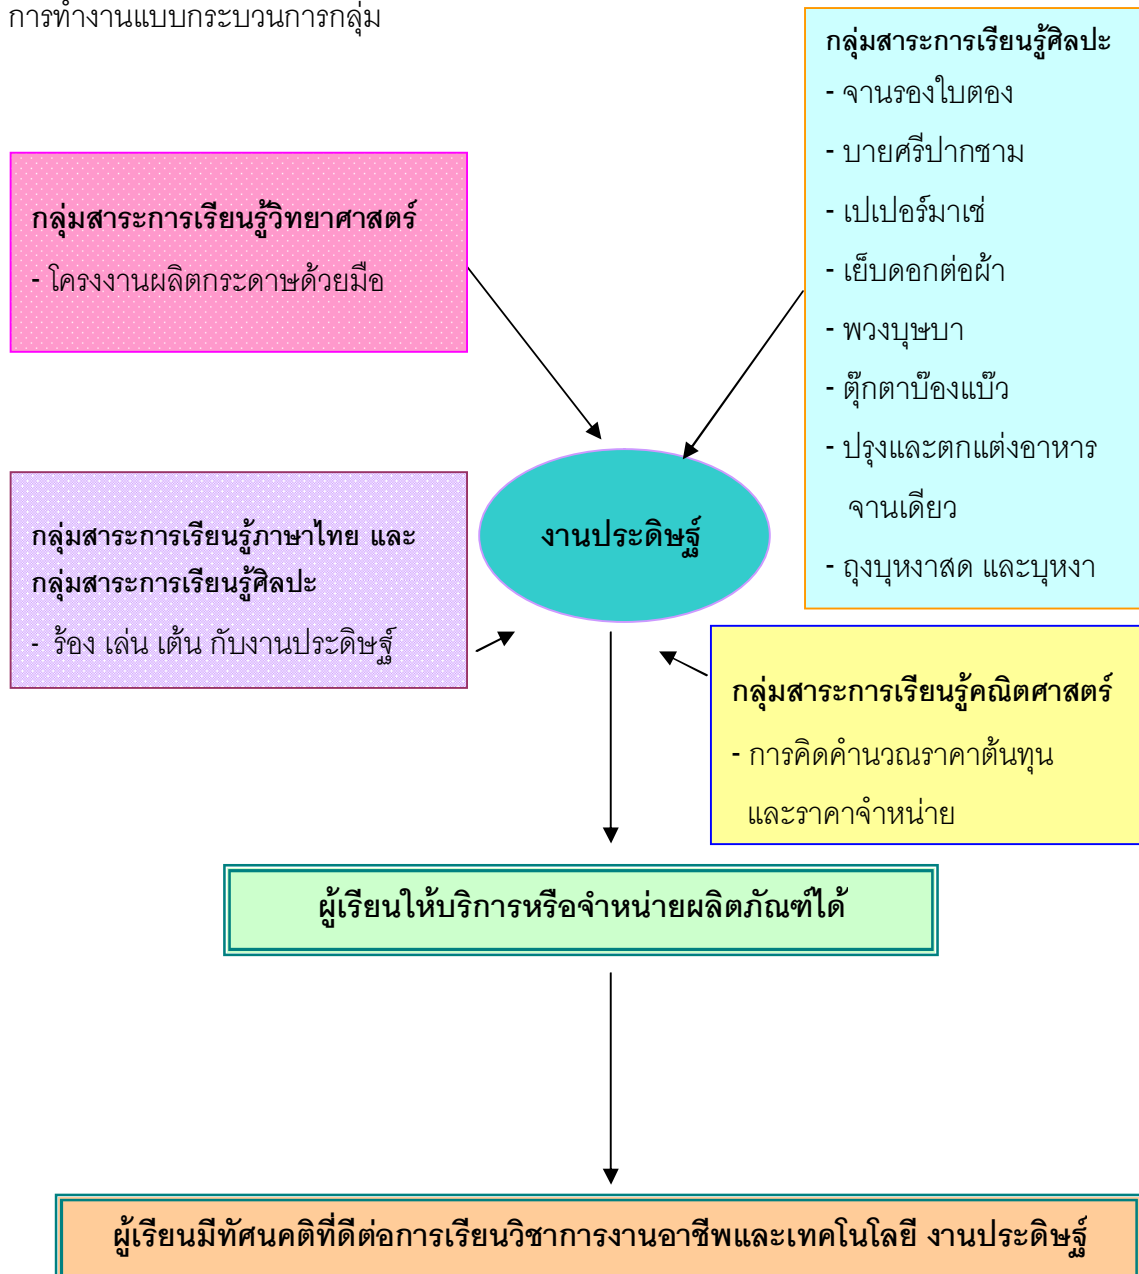 การทำงานแบบกระบวนการกลุ่ม
กลุ่มสาระการเรียนรู้ศิลปะ
- จานรองใบตอง
- บายศรีปากชาม
- เปเปอร์มาเช่
- เย็บดอกต่อผ้า
- พวงบุษบา
- ตุ๊กตาบ๊องแบ๊ว
- ปรุงและตกแต่งอาหาร
จานเดียว
- ถุงบุหงาสด และบุหงา
กลุ่มสาระการเรียนรู้วิทยาศาสตร์
- โครงงานผลิตกระดาษด้วยมือ
กลุ่มสาระการเรียนรู้ภาษาไทย และ
กลุ่มสาระการเรียนรู้ศิลปะ
- ร้อง เล่น เต้น กับงานประดิษฐ์
งานประดิษฐ์
กลุ่มสาระการเรียนรู้คณิตศาสตร์
- การคิดคำนวณราคาต้นทุน
และราคาจำหน่าย
ผู้เรียนให้บริการหรือจำหน่ายผลิตภัณฑ์ได้
ผู้เรียนมีทัศนคติที่ดีต่อการเรียนวิชาการงานอาชีพและเทคโนโลยี งานประดิษฐ์